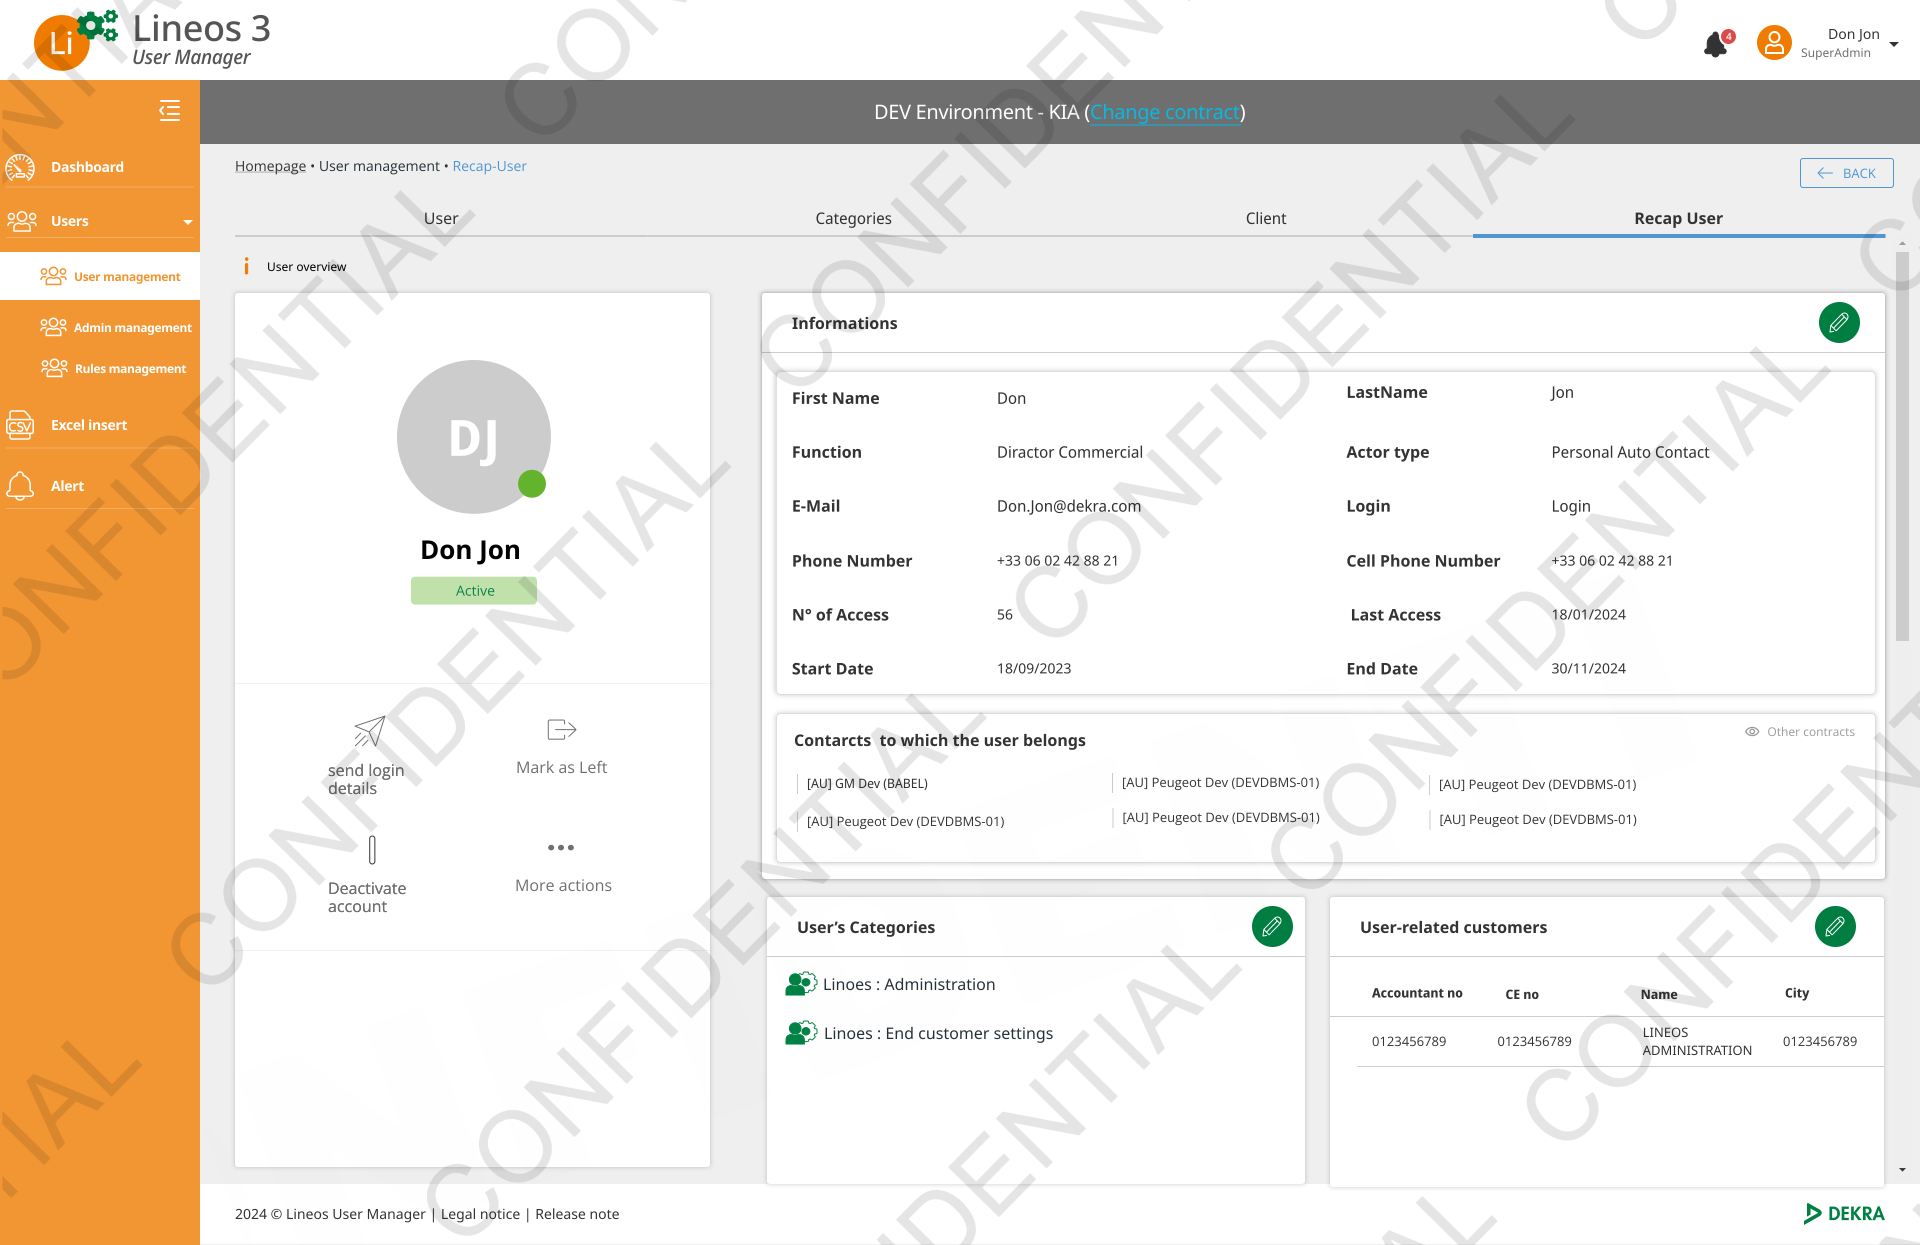 Li
Lineos 3
User Manager
4
Don Jon
SuperAdmin
DEV Environment - KIA (Change contract)
Dashboard
Users
User management
Admin management
Rules management
CSV
Excel insert
Alert
Homepage • User management • Recap-User
BACK
User
Categories
Client
Recap User
User overview
DJ
Don Jon
Active
send login
details
Mark as Left
Deactivate
account
More actions
Informations
First Name
Don
LastName
Jon
Function
Diractor Commercial
Actor type
Personal Auto Contact
E-Mail
Don.Jon@dekra.com
Login
Login
Phone Number
+33 06 02 42 88 21
Cell Phone Number
+33 06 02 42 88 21
N° of Access
56
Last Access
18/01/2024
Start Date
18/09/2023
End Date
30/11/2024
Contarcts to which the user belongs
Other contracts
[AU] GM Dev (BABEL)
[AU] Peugeot Dev (DEVDBMS-01)
[AU] Peugeot Dev (DEVDBMS-01)
[AU] Peugeot Dev (DEVDBMS-01)
[AU] Peugeot Dev (DEVDBMS-01)
[AU] Peugeot Dev (DEVDBMS-01)
User's Categories
Linoes : Administration
Linoes : End customer settings
User-related customers
Accountant no
CE no
Name
City
0123456789
0123456789
LINEOS
ADMINISTRATION
0123456789
2024 © Lineos User Manager | Legal notice | Release note
DEKRA
CONFIDENTIAL
CONFIDENTIAL
CONFIDENTIAL
CONFIDENTIAL
CONFIDENTIAL
CONFIDENTIAL